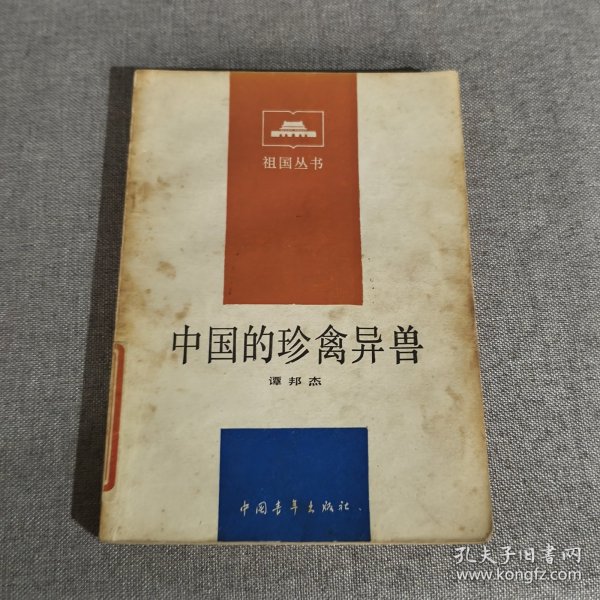 祖国丛书
中国的珍禽异兽
谭邦杰
中国青年出版社
孔夫子旧书网
www.kongfz.com